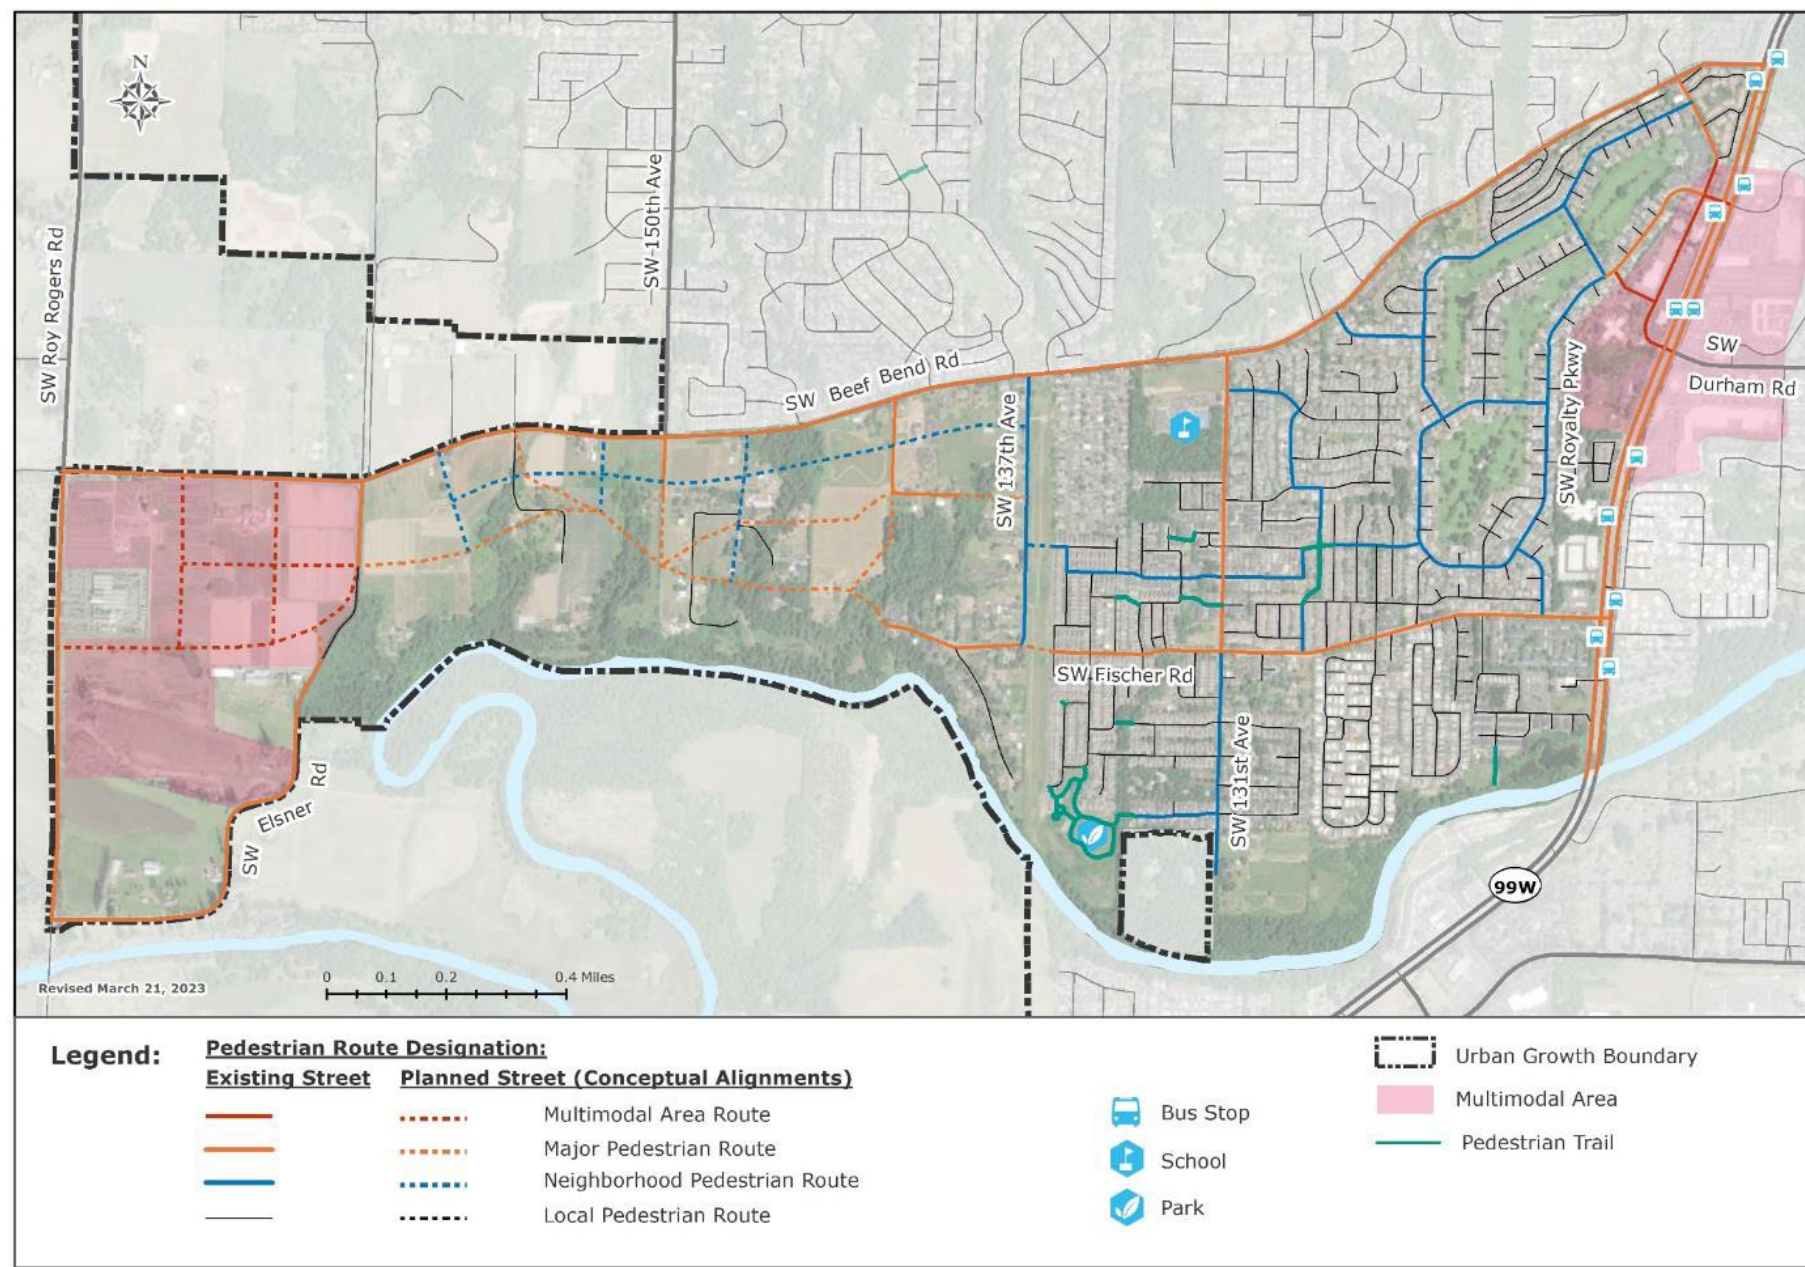 N
SW Roy Rogers Rd
SW 150th Ave
SW Beef Bend Rd
SW 137th Ave
SW Royalty Pkwy
SW
Durham Rd
SW Fischer Rd
SW 131st Ave
SW Elsner Rd
99W
0 0.1 0.2 0.4 Miles
Revised March 21, 2023
Legend:
Pedestrian Route Designation:
Existing Street Planned Street (Conceptual Alignments)
Multimodal Area Route
Major Pedestrian Route
Neighborhood Pedestrian Route
Local Pedestrian Route
Bus Stop
School
Park
Urban Growth Boundary
Multimodal Area
Pedestrian Trail